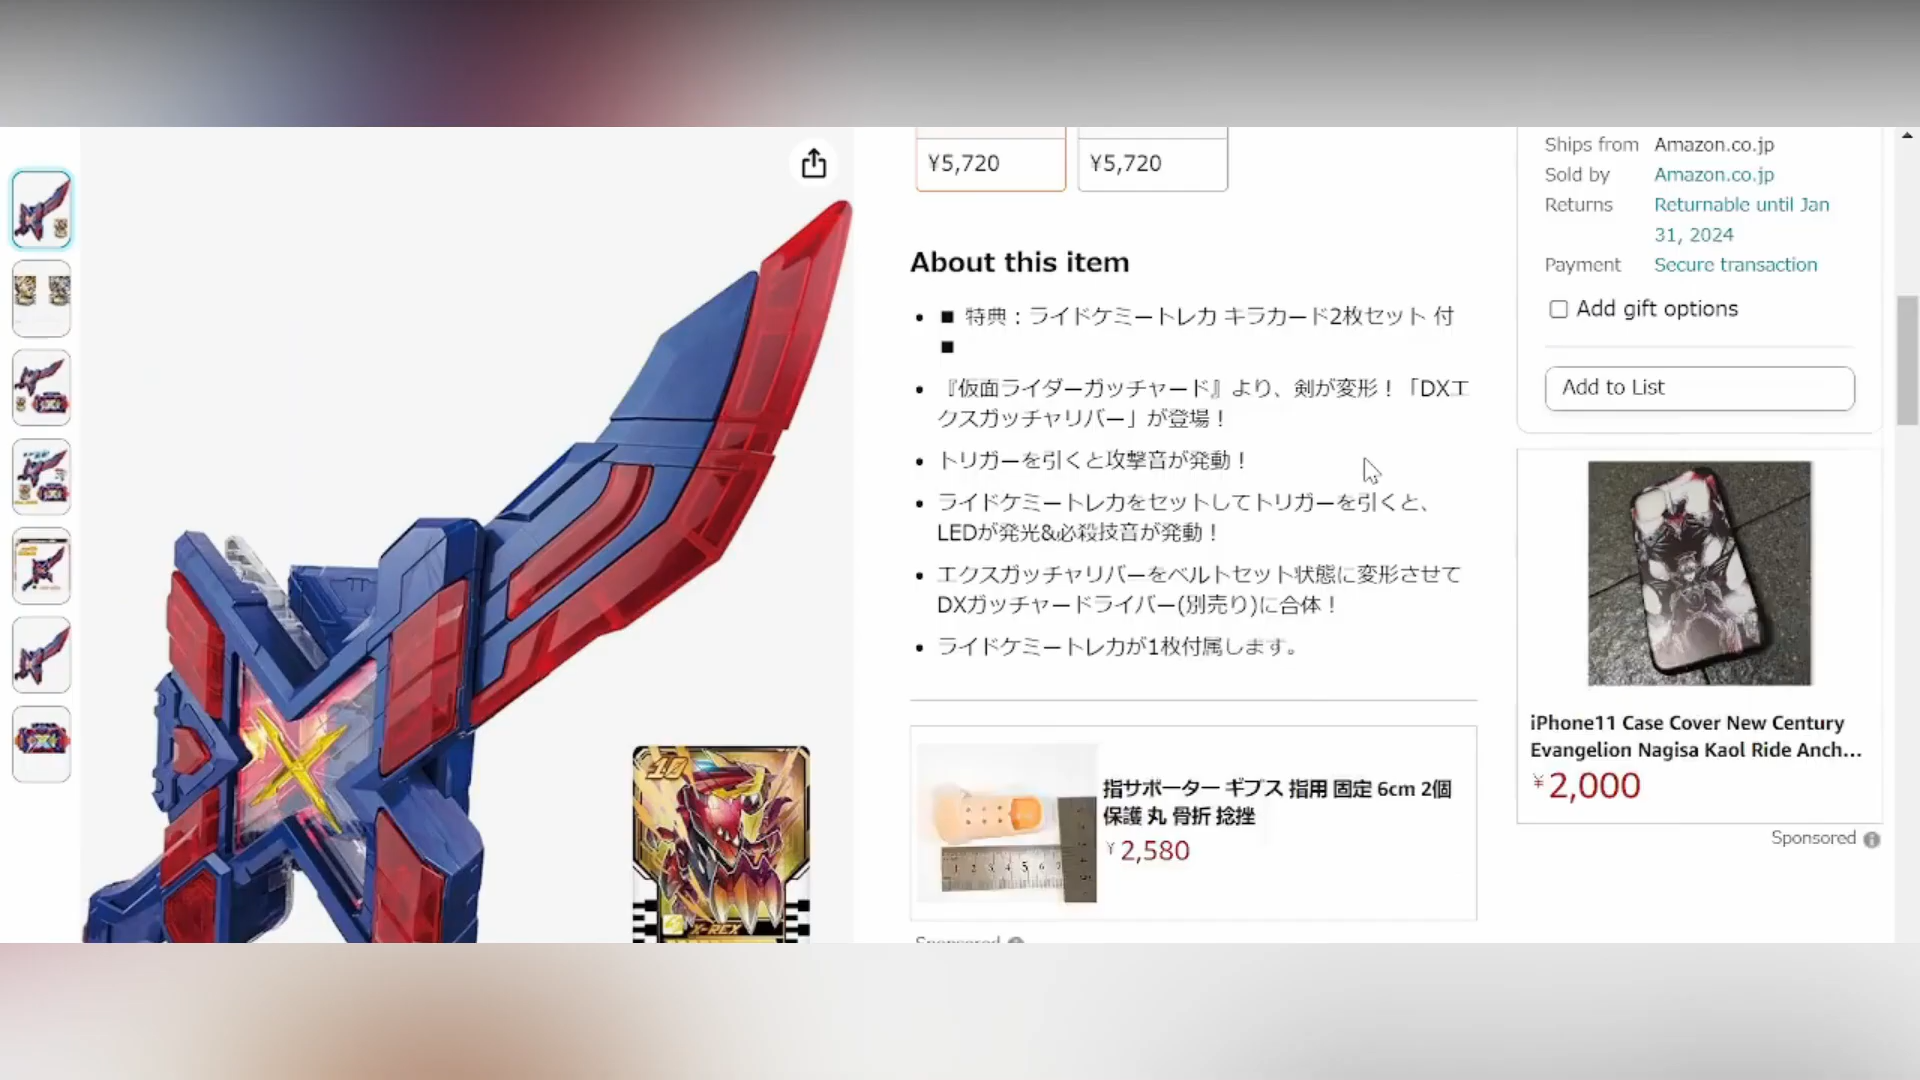 ¥5,720
¥5,720
About this item
■ 特典：ライドケミートレカ キラカード2枚セット 付
■
『仮面ライダーガッチャード』より、剣が変形！「DXエ
クスガッチャリバー」が登場！
トリガーを引くと攻撃音が発動！
ライドケミートレカをセットしてトリガーを引くと、
LEDが発光&必殺技音が発動！
エクスガッチャリバーをベルトセット状態に変形させて
DXガッチャードライバー(別売り)に合体！
ライドケミートレカが1枚付属します。
指サポーター ギプス 指用 固定 6cm 2個
保護 丸 骨折 捻挫
¥2,580
Sponsored
Ships from Amazon.co.jp
Sold by Amazon.co.jp
Returns Returnable until Jan
31, 2024
Payment Secure transaction
Add gift options
Add to List
iPhone11 Case Cover New Century
Evangelion Nagisa Kaol Ride Anch...
¥2,000
Sponsored
10
X-REX